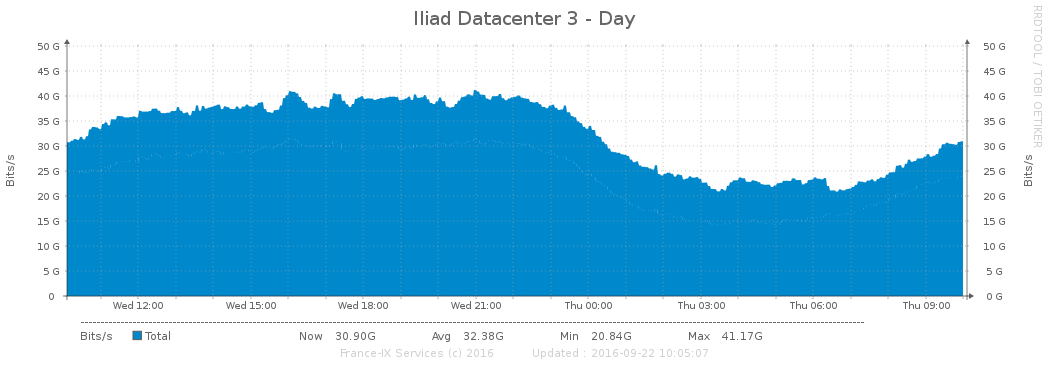 Iliad Datacenter 3 - Day
RRDTOOL / TOBI OETIKER
50 G 50 G
45 G 45 G
40 G 40 G
35 G 35 G
30 G 30 G
25 G 25 G
20 G 20 G
15 G 15 G
10 G 10 G
5 G 5 G
0 0 G
Bits/s
Bits/s
Wed 12:00 Wed 15:00 Wed 18:00 Wed 21:00 Thu 00:00 Thu 03:00 Thu 06:00 Thu 09:00
Bits/s Total Now 30.90G Avg 32.38G Min 20.84G Max 41.17G
France-IX Services (c) 2016 Updated : 2016-09-22 10:05:07